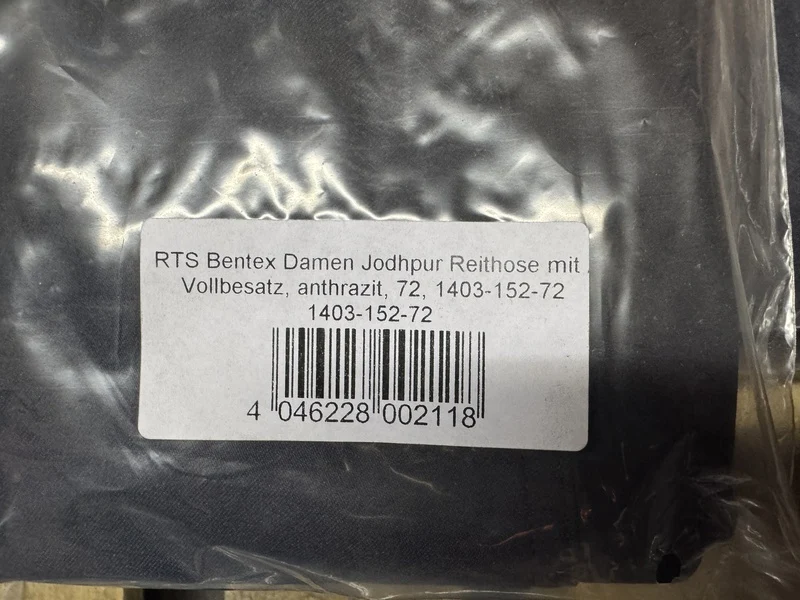 RTS Bentex Damen Jodhpur Reithose mit
Vollbesatz, anthrazit, 72, 1403-152-72
1403-152-72
4 046228 002118